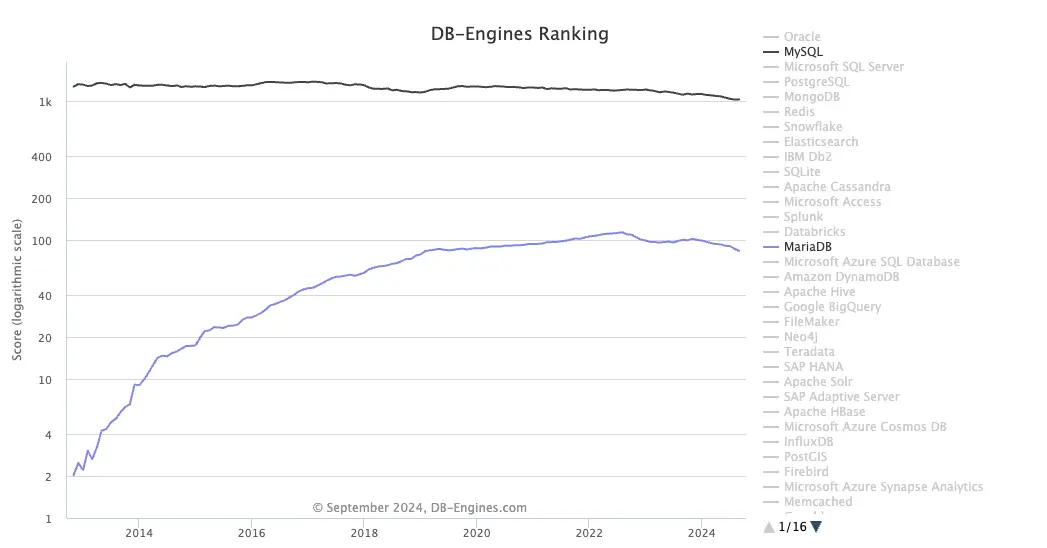 DB-Engines Ranking
1k
400
200
100
40
20
10
4
2
1
Score (logarithmic scale)
2014
2016
2018
2020
2022
2024
© September 2024, DB-Engines.com
Oracle
MySQL
Microsoft SQL Server
PostgreSQL
MongoDB
Redis
Snowflake
Elasticsearch
IBM Db2
SQLite
Apache Cassandra
Microsoft Access
Splunk
Databricks
MariaDB
Microsoft Azure SQL Database
Amazon DynamoDB
Apache Hive
Google BigQuery
FileMaker
Neo4j
Teradata
SAP HANA
Apache Solr
SAP Adaptive Server
Apache HBase
Microsoft Azure Cosmos DB
InfluxDB
PostGIS
Firebird
Microsoft Azure Synapse Analytics
Memcached
1/16